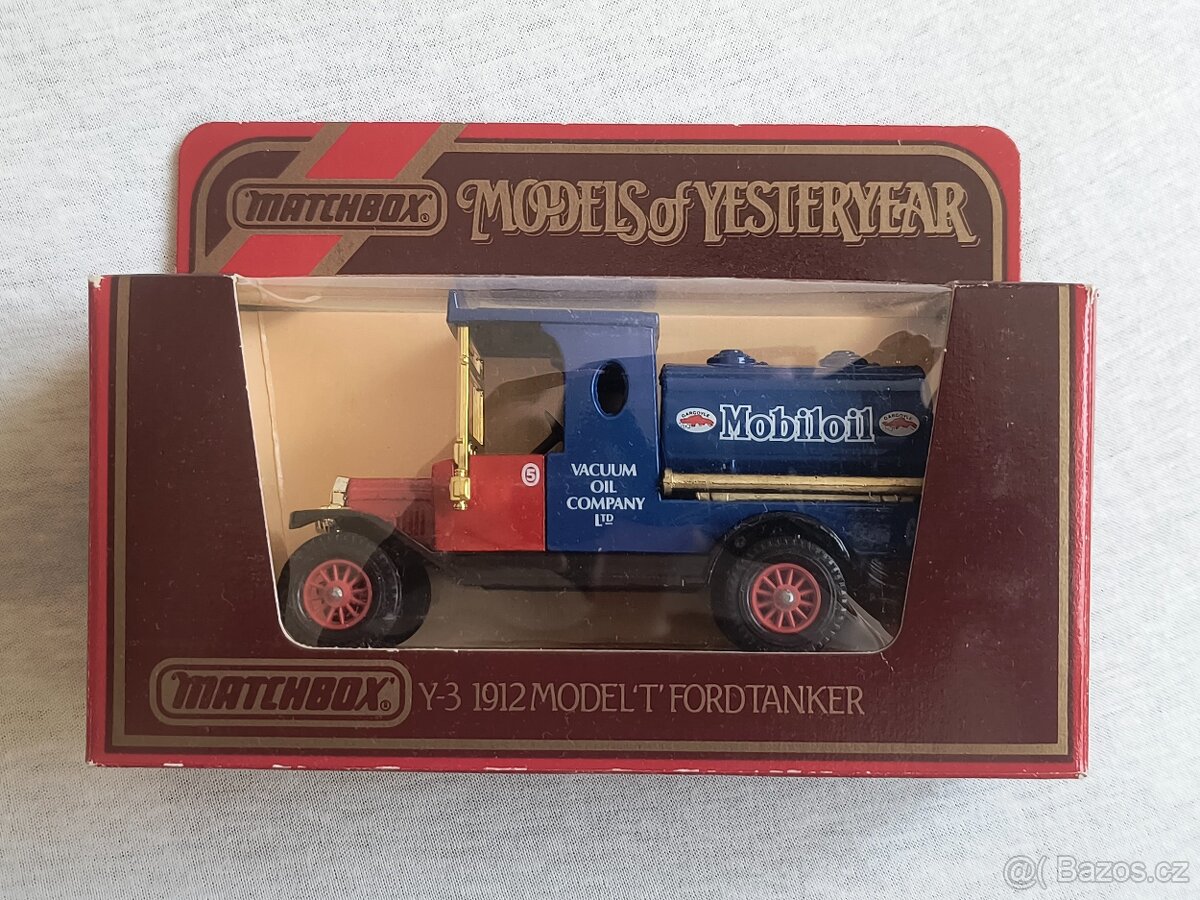 MATCHBOX® MODELS of YESTERYEAR
GARGOYLE Mobiloil GARGOYLE
5
VACUUM
OIL
COMPANY
LTD
MATCHBOX® Y-3 1912 MODEL 'T' FORD TANKER
@( Bazos.cz